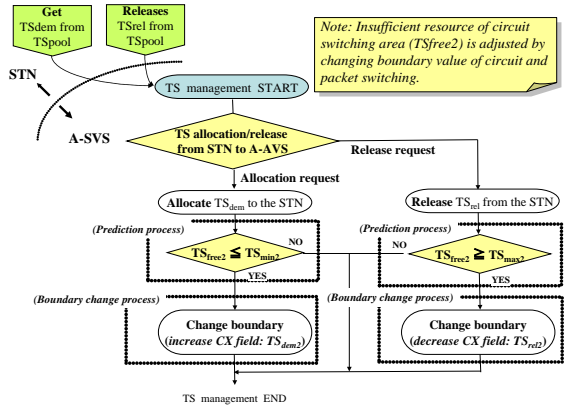 Get
TSdem from
TSpool
Releases
TSrel from
TSpool
Note: Insufficient resource of circuit
switching area (TSfree2) is adjusted by
changing boundary value of circuit and
packet switching.
STN
A-SVS
TS management START
TS allocation/release
from STN to A-AVS
Release request
Allocation request
Allocate TSdem to the STN
Release TSrel from the STN
(Prediction process)
(Prediction process)
TSfree2 ≦ TSmin2
NO
NO
TSfree2 ≧ TSmax2
YES
YES
(Boundary change process)
(Boundary change process)
Change boundary
(increase CX field: TSdem2)
Change boundary
(decrease CX field: TSrel2)
TS management END